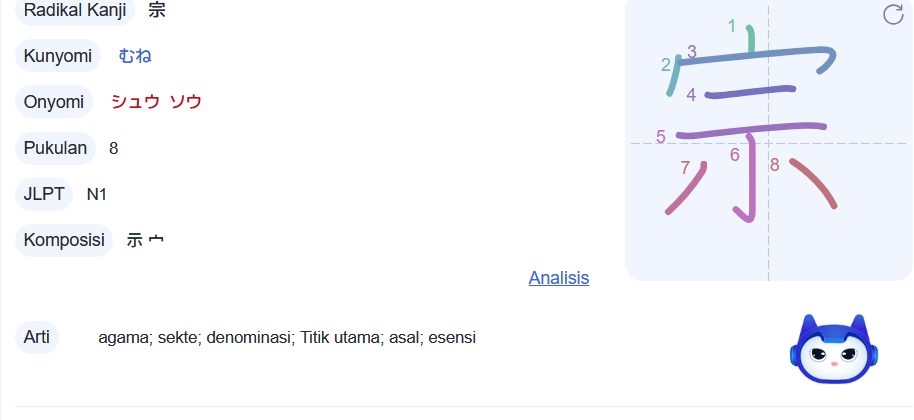 Radikal Kanji 宗
Kunyomi むね
Onyomi シュウ ソウ
Pukulan 8
JLPT N1
Komposisi 示 宀
Analisis
Arti agama; sekte; denominasi; Titik utama; asal; esensi
1
2 3
4
5
6
7 8